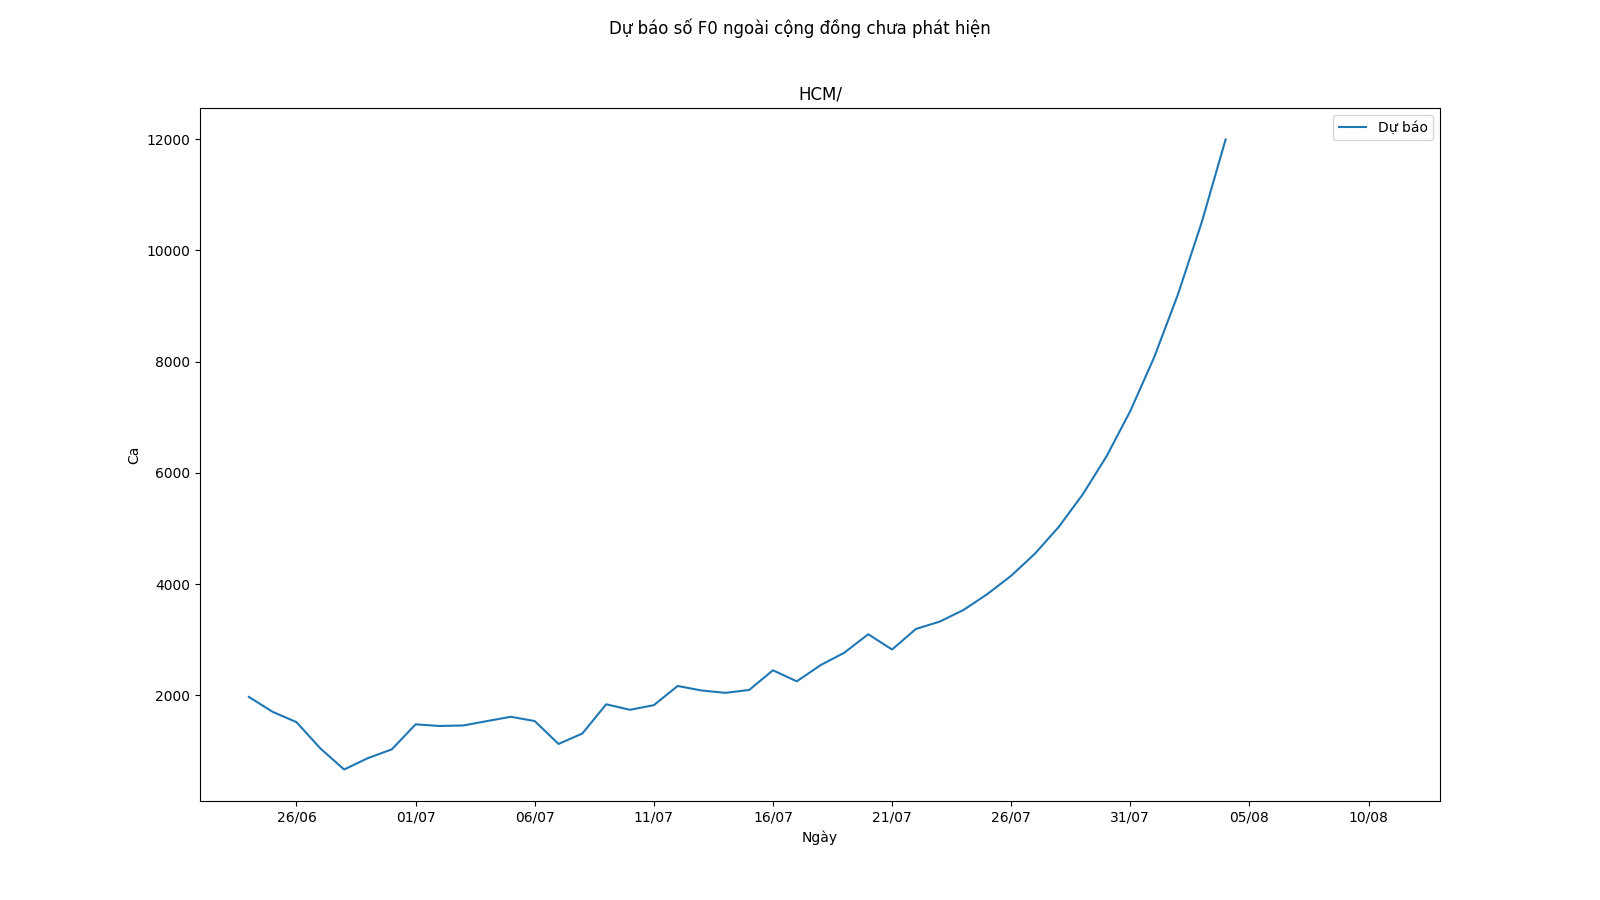 Dự báo số F0 ngoài cộng đồng chưa phát hiện
HCM/
Dự báo
12000
10000
8000
6000
4000
2000
Ca
26/06 01/07 06/07 11/07 16/07 21/07 26/07 31/07 05/08 10/08
Ngày